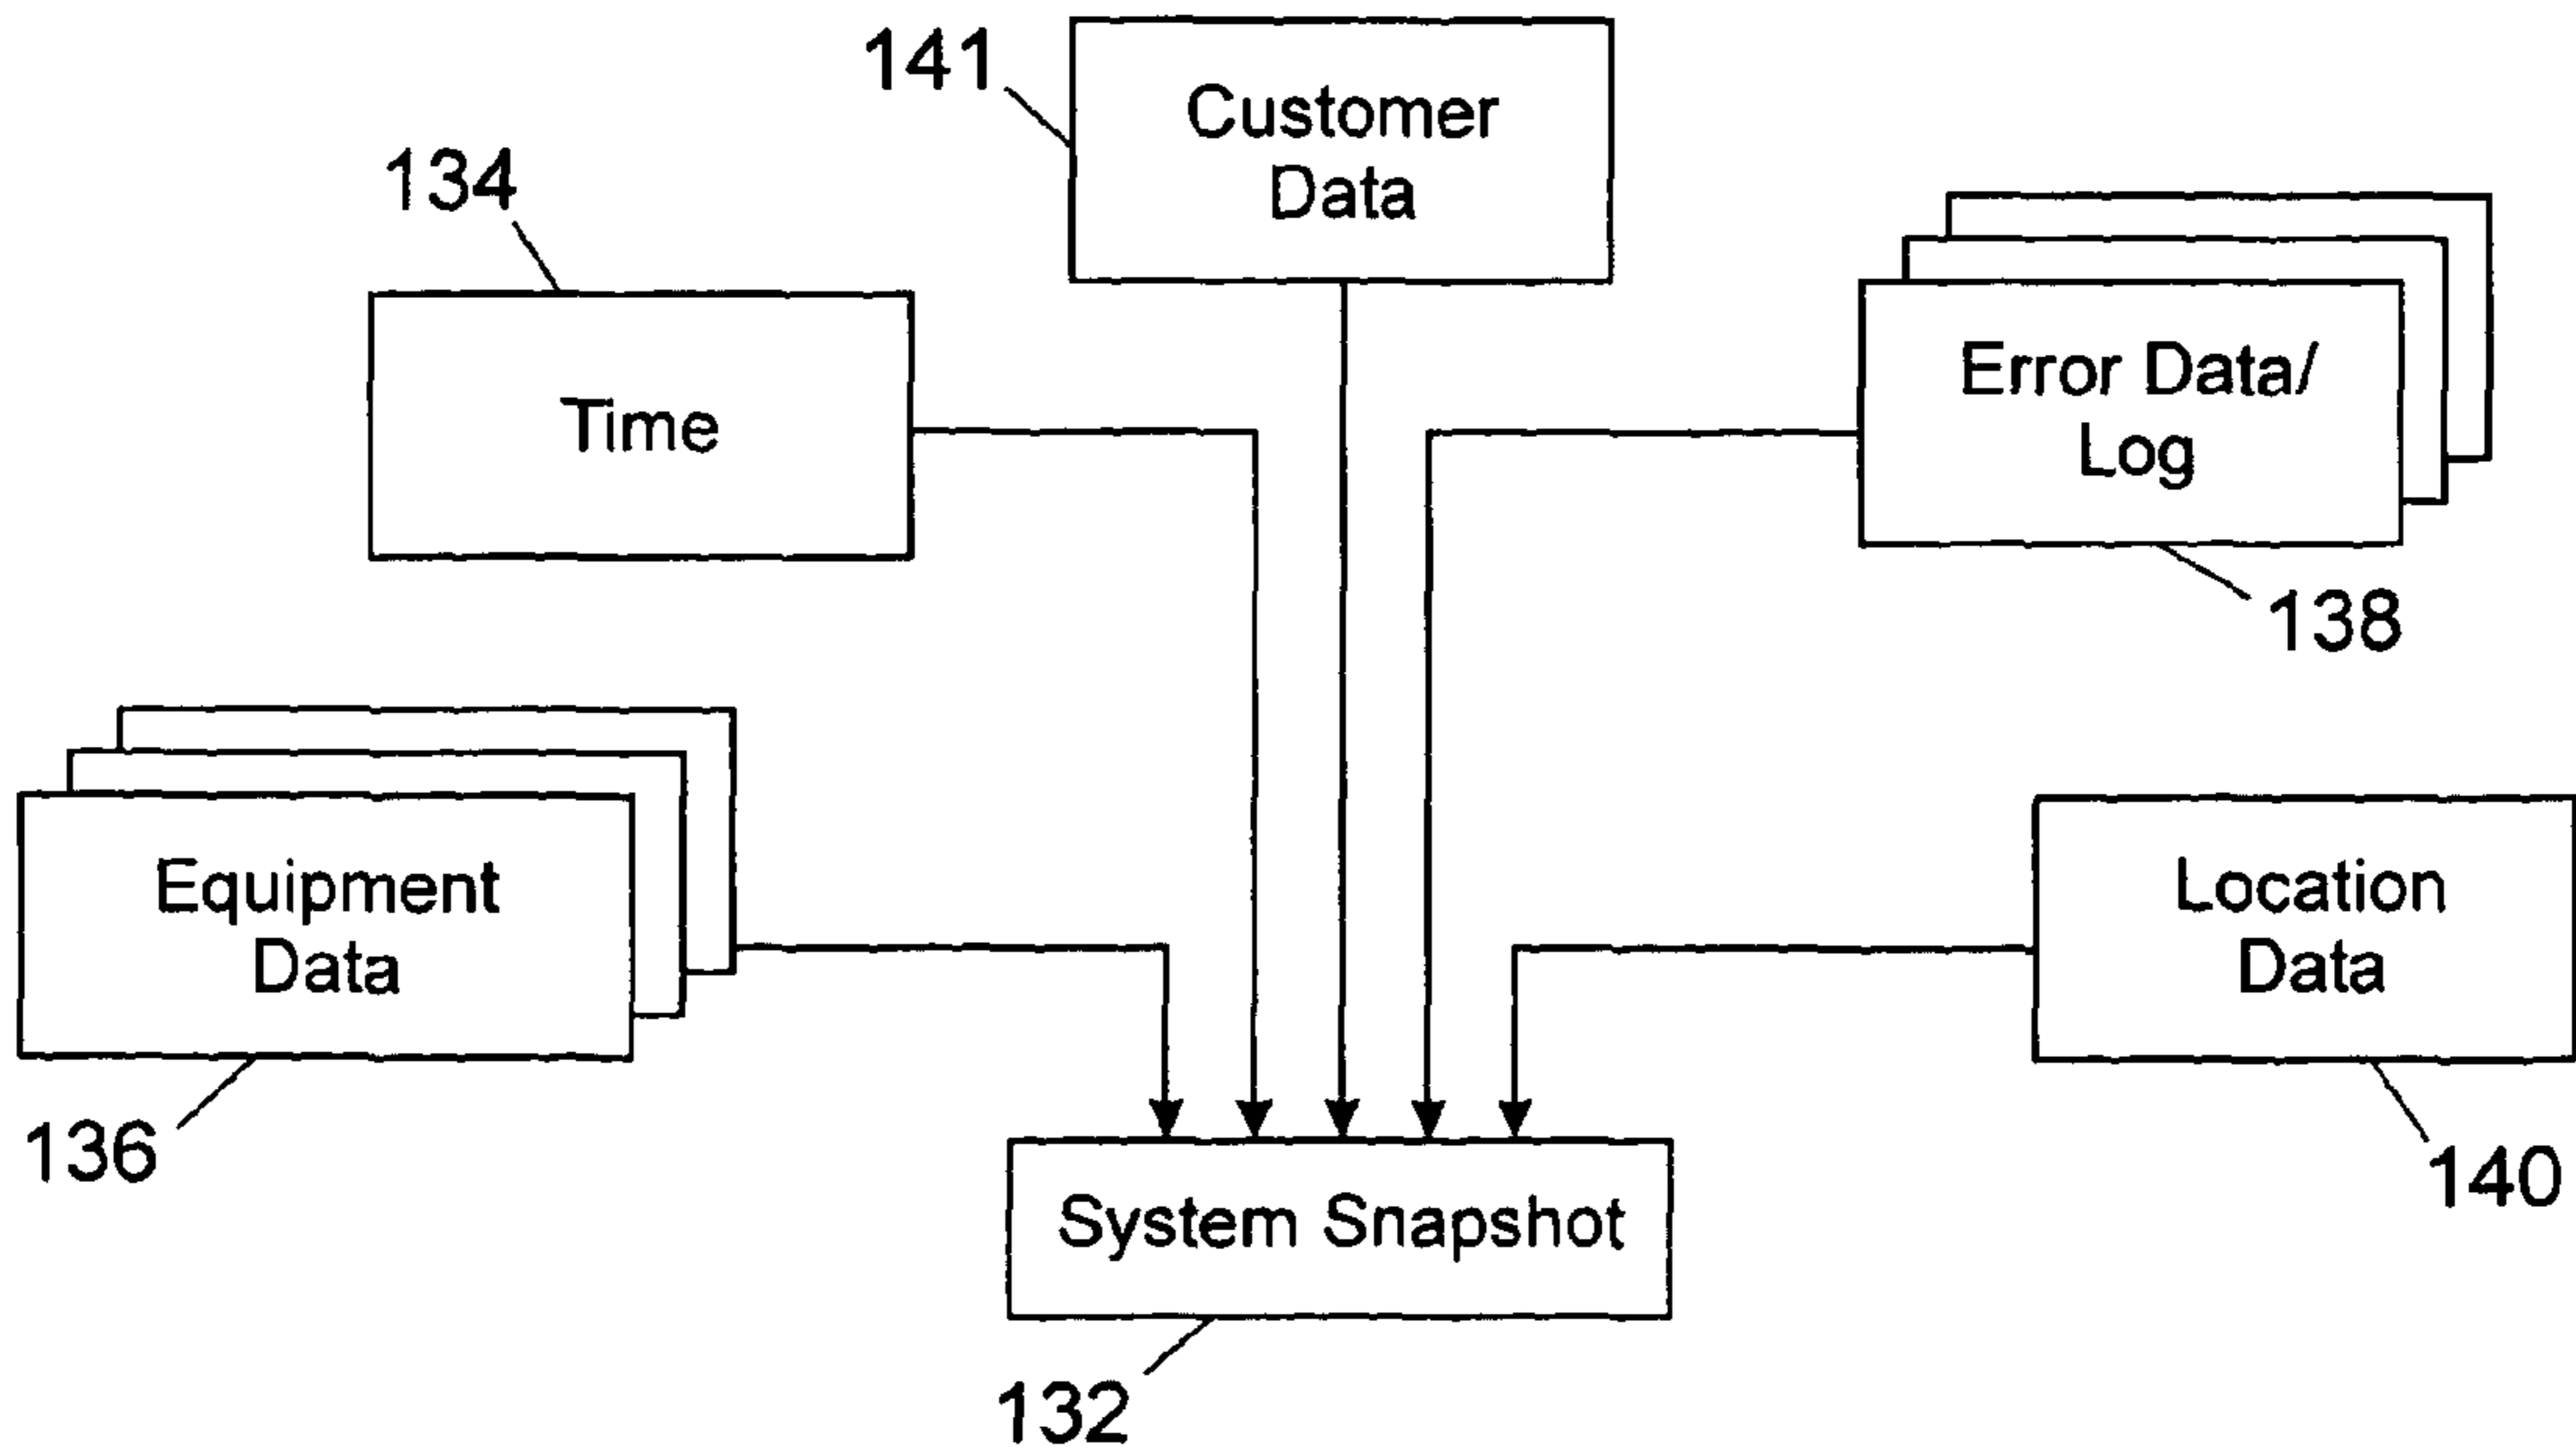 141
Customer
Data
134
Time
Error Data/
Log
138
Equipment
Data
136
Location
Data
140
System Snapshot
132